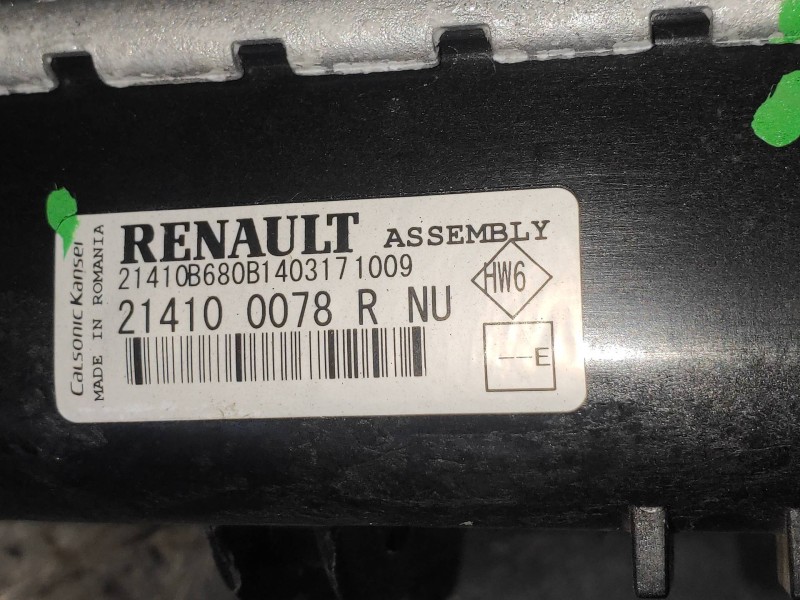 RENAULT ASSEMBLY
21410B680B1403171009
21410 0078 R NU
HW6
--E
Calsonic Kansei
MADE IN ROMANIA